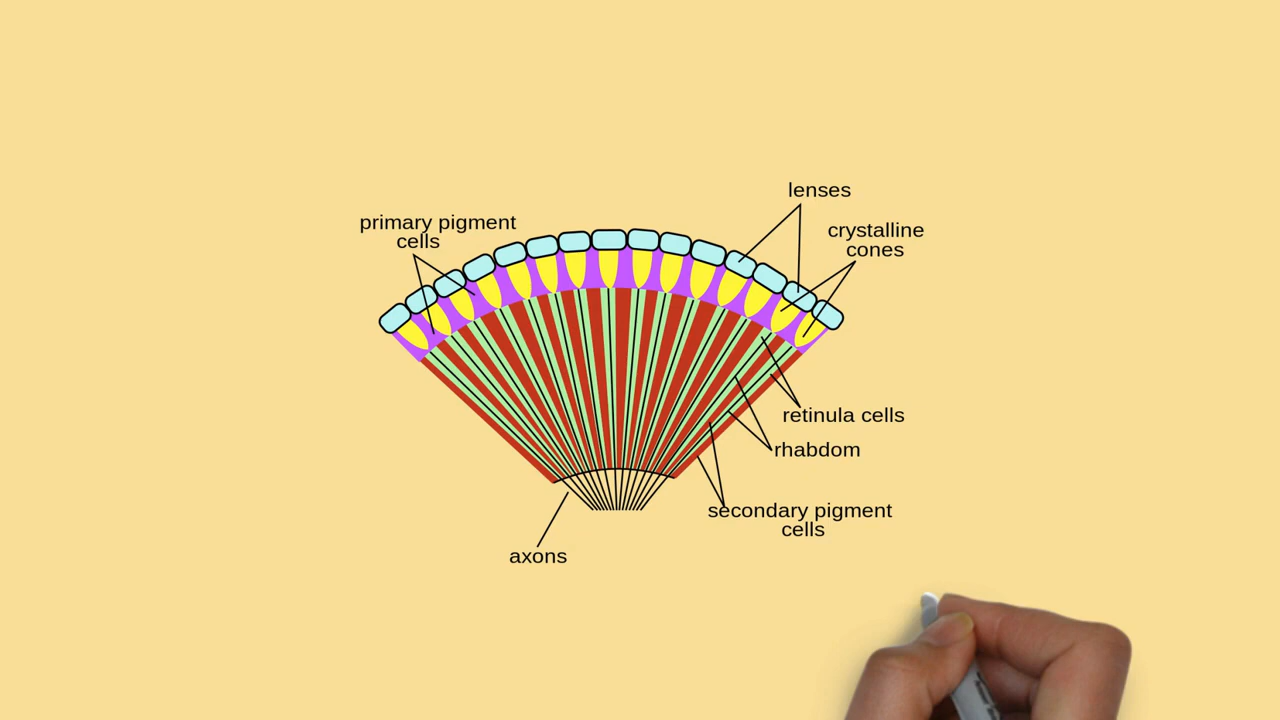 lenses
primary pigment
cells
crystalline
cones
retinula cells
rhabdom
secondary pigment
cells
axons